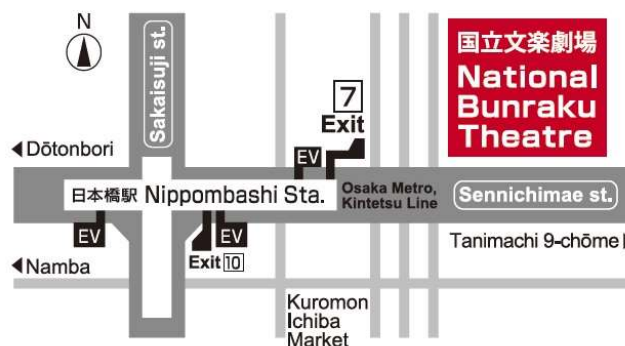 N
Sakaisuji st.
国立文楽劇場
National
Bunraku
Theatre
7
Exit
◀Dōtonbori
EV
日本橋駅 Nippombashi Sta.
Osaka Metro,
Kintetsu Line
Sennichimae st.
EV
EV
Exit 10
Tanimachi 9-chōme
◀Namba
Kuromon
Ichiba
Market